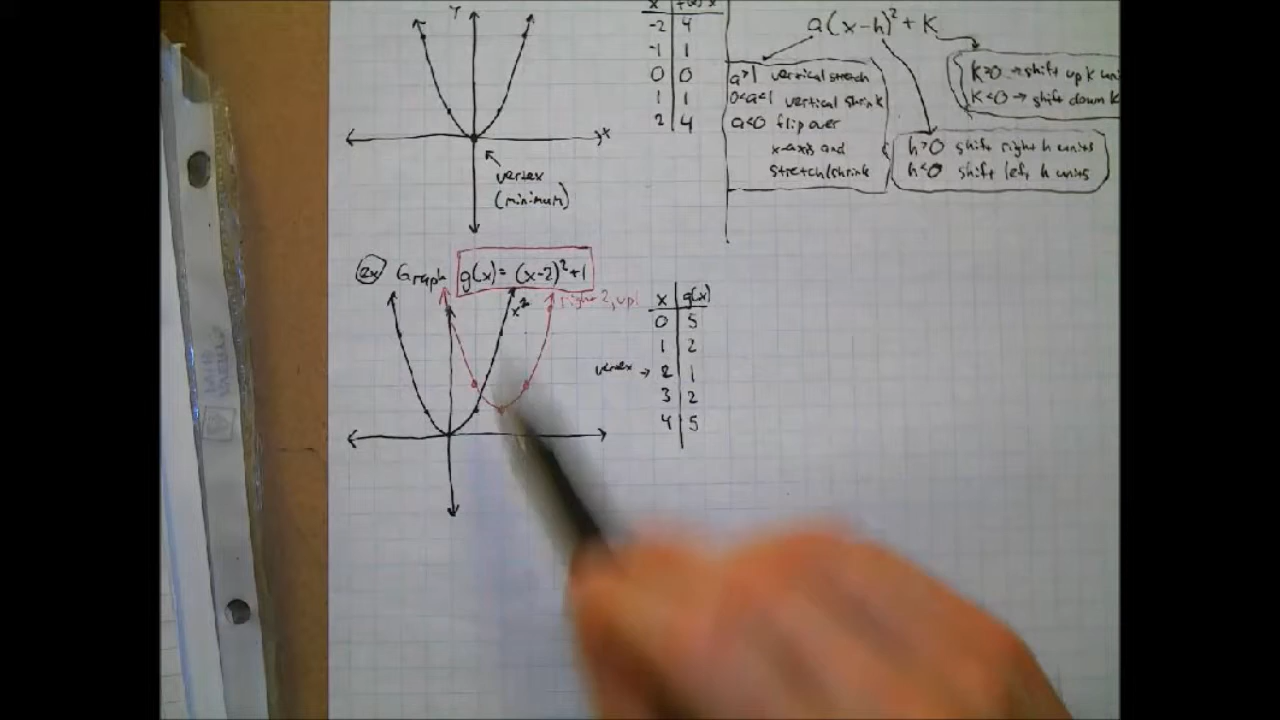 Y
x
vertex
(minimum)
x
-2 4
-1 1
0 0
1 1
2 4
a(x-h)²+K
a>1 vertical stretch
0<a<1 vertical shrink
a<0 flip over
x-axis and
stretch/shrink
K>0 → shift up K uni
K<0 → shift down K
h>0 shift right h units
h<0 shift left h units
Graph g(x)= (x-2)²+1
x²
right 2, up 1
x g(x)
0 5
1 2
vertex → 2 1
3 2
4 5